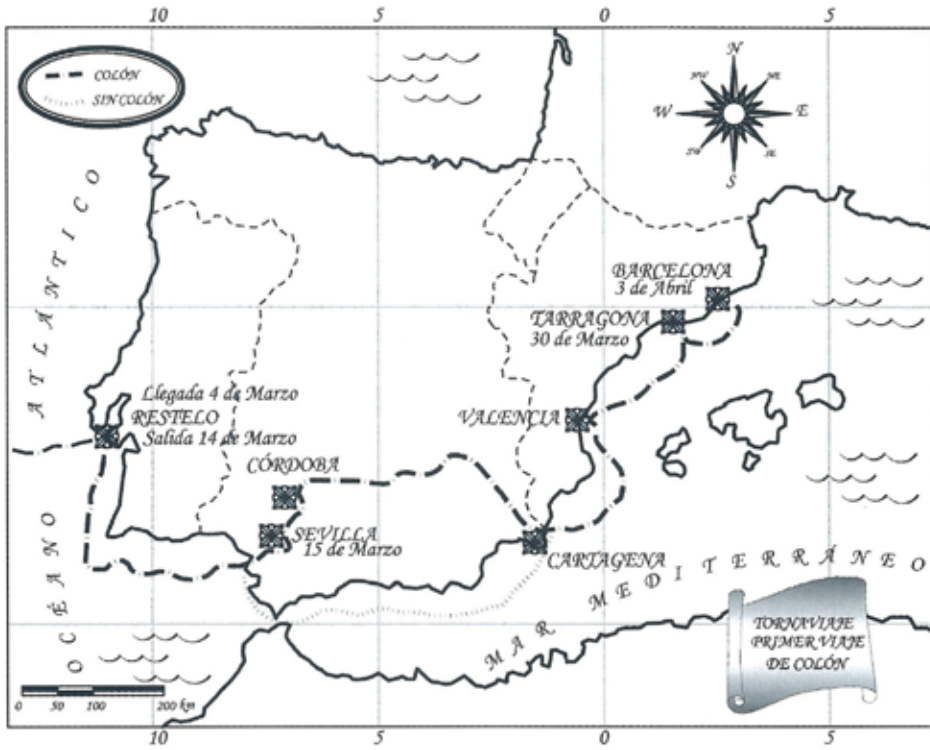 10 5 0 5
COLÓN
SIN COLÓN
N
NW NE
W E
SW SE
S
OCÉANO ATLÁNTICO
BARCELONA
3 de Abril
TARRAGONA
30 de Marzo
Llegada 4 de Marzo
RESTELO
Salida 14 de Marzo
VALENCIA
CÓRDOBA
SEVILLA
15 de Marzo
CARTAGENA
MAR MEDITERRÁNEO
TORNAVIAJE
PRIMER VIAJE
DE COLÓN
0 50 100 200 km
10 5 0 5